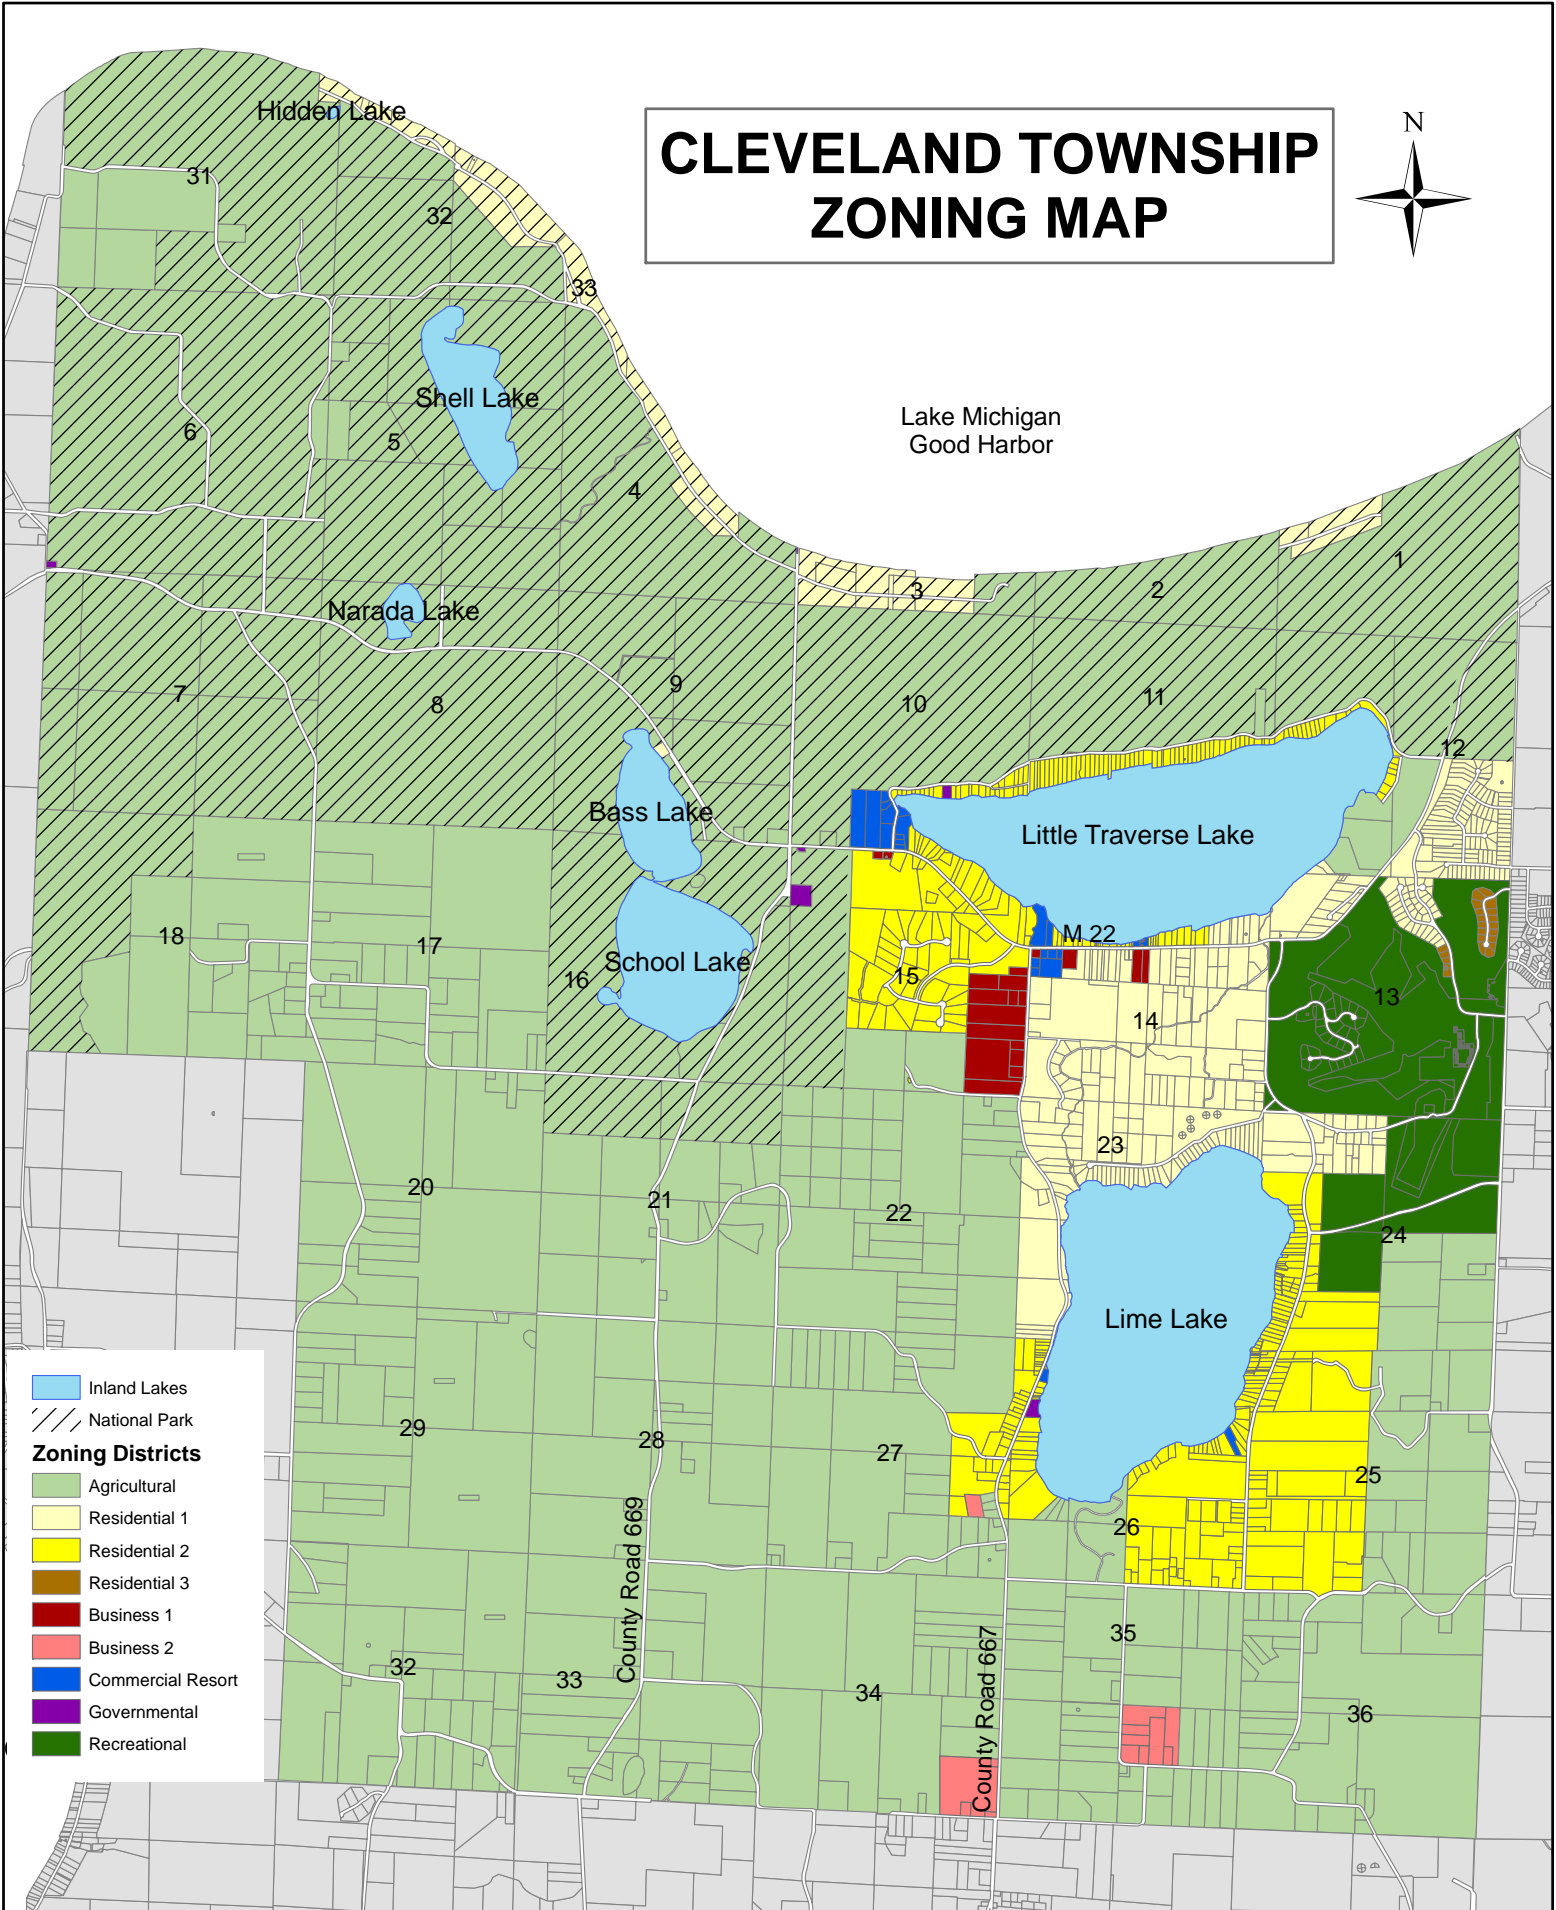 CLEVELAND TOWNSHIP
ZONING MAP
N
Hidden Lake
31
32
33
Shell Lake
Lake Michigan
Good Harbor
6
5
4
1
2
3
Narada Lake
7
8
9
10
11
12
Bass Lake
Little Traverse Lake
18
17
16
School Lake
M 22
15
14
13
23
20
21
22
24
Lime Lake
Inland Lakes
National Park
Zoning Districts
Agricultural
Residential 1
Residential 2
Residential 3
Business 1
Business 2
Commercial Resort
Governmental
Recreational
29
28
27
25
26
County Road 669
County Road 667
32
33
34
35
36